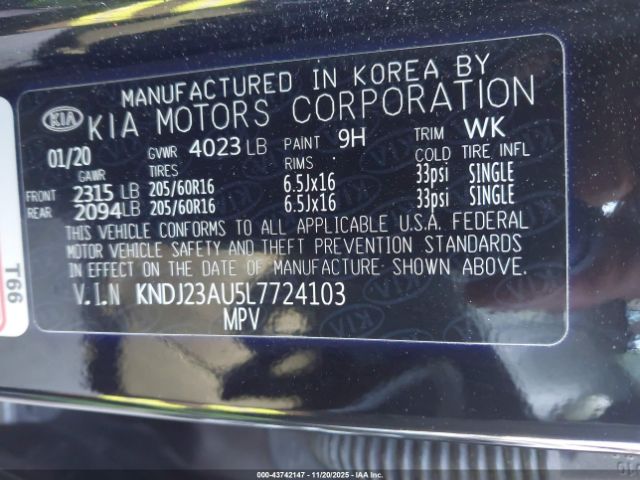 MANUFACTURED IN KOREA BY
KIA KIA MOTORS CORPORATION
01/20 GVWR 4023 LB PAINT 9H TRIM WK
GAWR TIRES RIMS COLD TIRE. INFL
FRONT 2315 LB 205/60R16 6.5Jx16 33psi SINGLE
REAR 2094LB 205/60R16 6.5Jx16 33psi SINGLE
THIS VEHICLE CONFORMS TO ALL APPLICABLE U.S.A. FEDERAL
MOTOR VEHICLE SAFETY AND THEFT PREVENTION STANDARDS
IN EFFECT ON THE DATE OF MANUFACTURE SHOWN ABOVE.
V.I.N KNDJ23AU5L7724103
MPV
T66
000-43742147 - 11/20/2025 - IAA Inc.